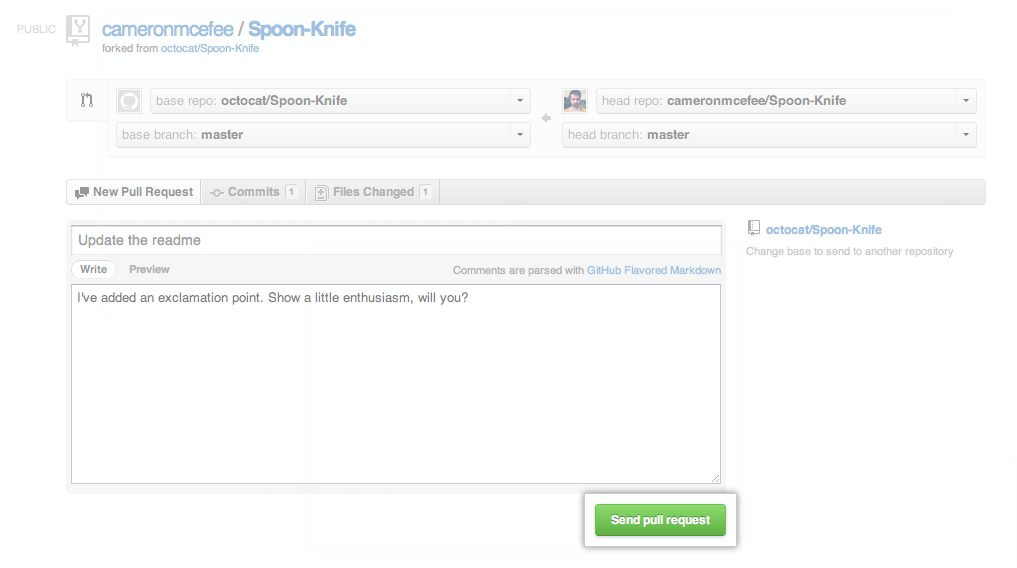 PUBLIC
cameronmcefee / Spoon-Knife
forked from octocat/Spoon-Knife
base repo: octocat/Spoon-Knife
head repo: cameronmcefee/Spoon-Knife
base branch: master
head branch: master
New Pull Request
Commits 1
Files Changed 1
Update the readme
octocat/Spoon-Knife
Change base to send to another repository
Write
Preview
Comments are parsed with GitHub Flavored Markdown
I've added an exclamation point. Show a little enthusiasm, will you?
Send pull request